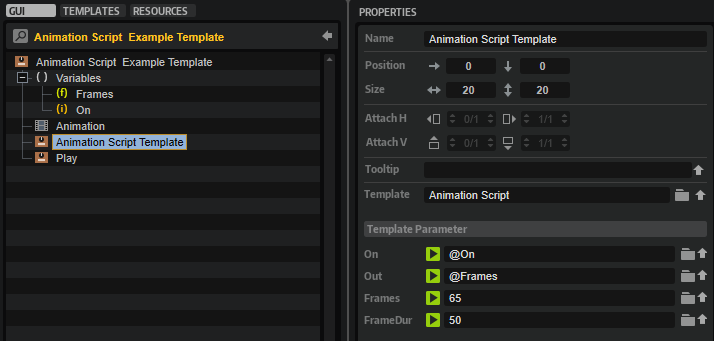 GUI TEMPLATES RESOURCES
Animation Script Example Template
Animation Script Example Template
( ) Variables
(f) Frames
(i) On
Animation
Animation Script Template
Play
PROPERTIES
Name Animation Script Template
Position 0 0
Size 20 20
Attach H 0/1 1/1
Attach V 0/1 1/1
Tooltip
Template Animation Script
Template Parameter
On @On
Out @Frames
Frames 65
FrameDur 50